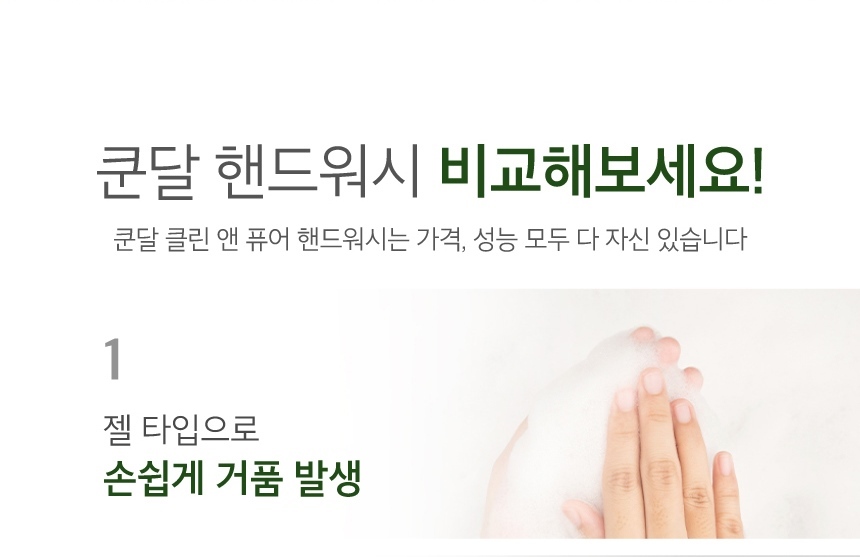 쿤달 핸드워시 비교해보세요!
쿤달 클린 앤 퓨어 핸드워시는 가격, 성능 모두 다 자신 있습니다
1
젤 타입으로
손쉽게 거품 발생